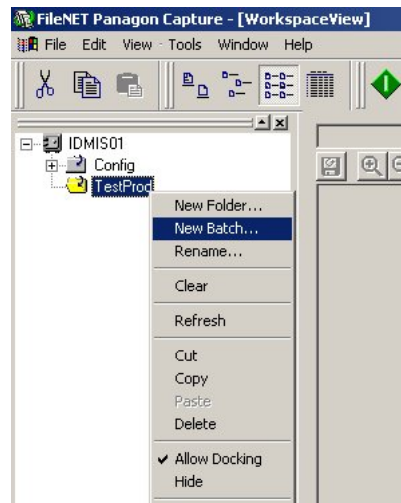 FileNET Panagon Capture - [WorkspaceView]
File Edit View Tools Window Help
IDMIS01
Config
TestProd
New Folder...
New Batch...
Rename...
Clear
Refresh
Cut
Copy
Paste
Delete
Allow Docking
Hide